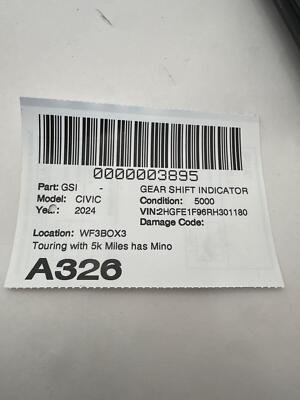 0000003895
Part: GSI - GEAR SHIFT INDICATOR
Model: CIVIC Condition: 5000
Year: 2024 VIN:2HGFE1F96RH301180
Damage Code:
Location: WF3BOX3
Touring with 5k Miles has Mino
A326